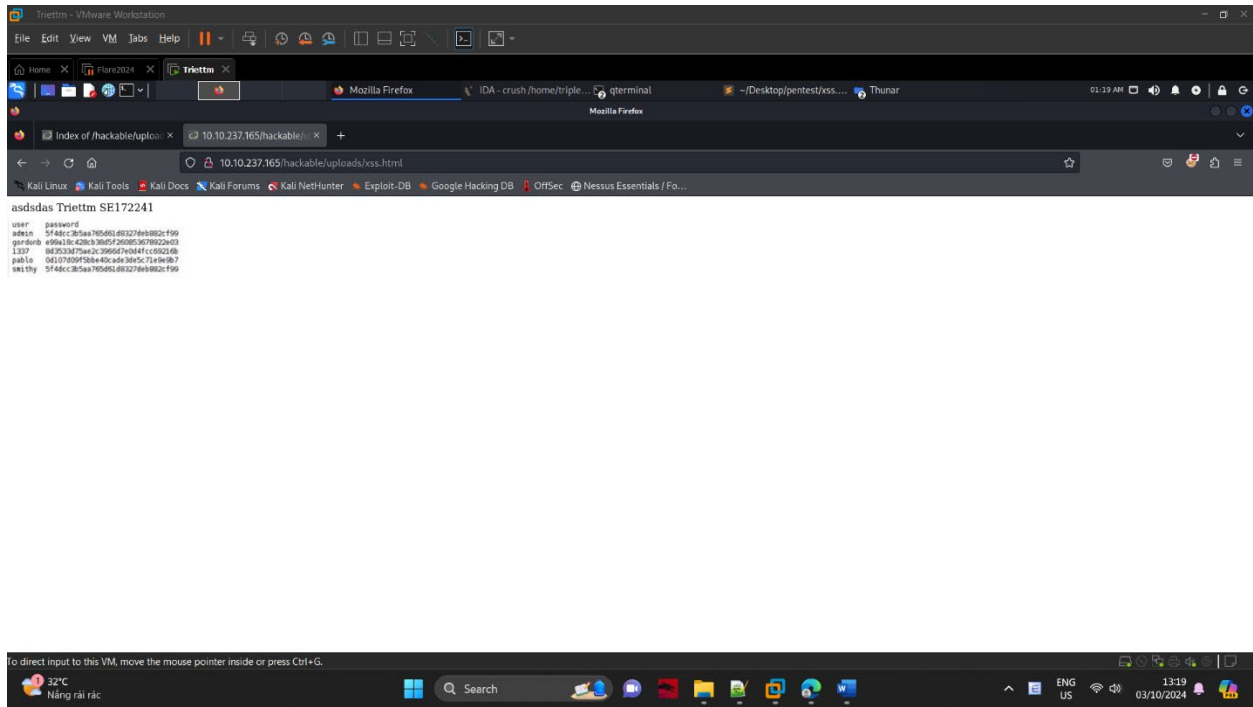 Triettm - VMware Workstation
File Edit View VM Tabs Help
Home Flare2024 Triettm
Mozilla Firefox IDA - crush /home/triple... qterminal ~/Desktop/pentest/xss.... Thunar 01:19 AM
Mozilla Firefox
Index of /hackable/uploa 10.10.237.165/hackable/u
10.10.237.165/hackable/uploads/xss.html
Kali Linux Kali Tools Kali Docs Kali Forums Kali NetHunter Exploit-DB Google Hacking DB OffSec Nessus Essentials / Fo...
asdsdas Triettm SE172241
user password
admin 5f4dcc3b5aa765d61d8327deb882cf99
gordonb e99a18c428cb38d5f260853678922e03
1337 8d3533d75ae2c3966d7e0d4fcc69216b
pablo 0d107d09f5bbe40cade3de5c71e9e9b7
smithy 5f4dcc3b5aa765d61d8327deb882cf99
To direct input to this VM, move the mouse pointer inside or press Ctrl+G.
1
32°C
Nắng rải rác
Search
ENG
US
13:19
03/10/2024